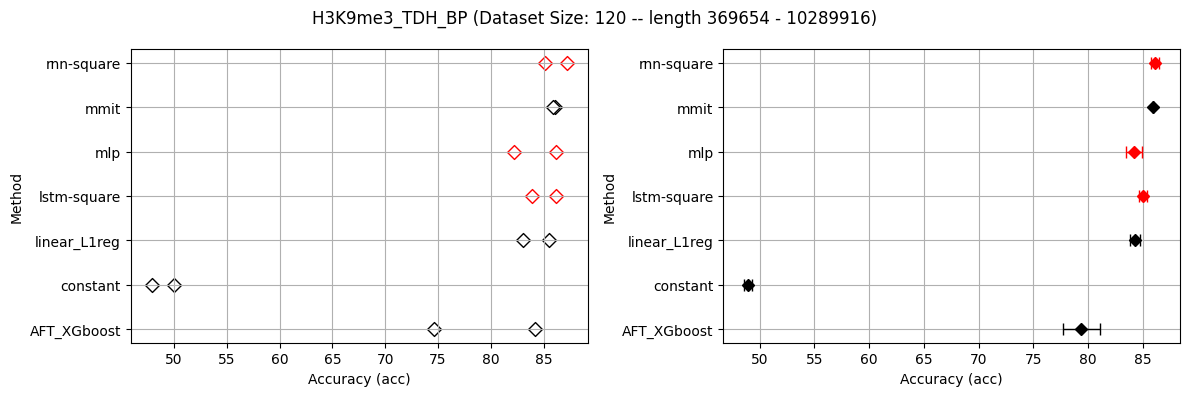 H3K9me3_TDH_BP (Dataset Size: 120 -- length 369654 - 10289916)
Method
rnn-square
mmit
mlp
lstm-square
linear_L1reg
constant
AFT_XGboost
50 55 60 65 70 75 80 85
Accuracy (acc)
Method
rnn-square
mmit
mlp
lstm-square
linear_L1reg
constant
AFT_XGboost
50 55 60 65 70 75 80 85
Accuracy (acc)